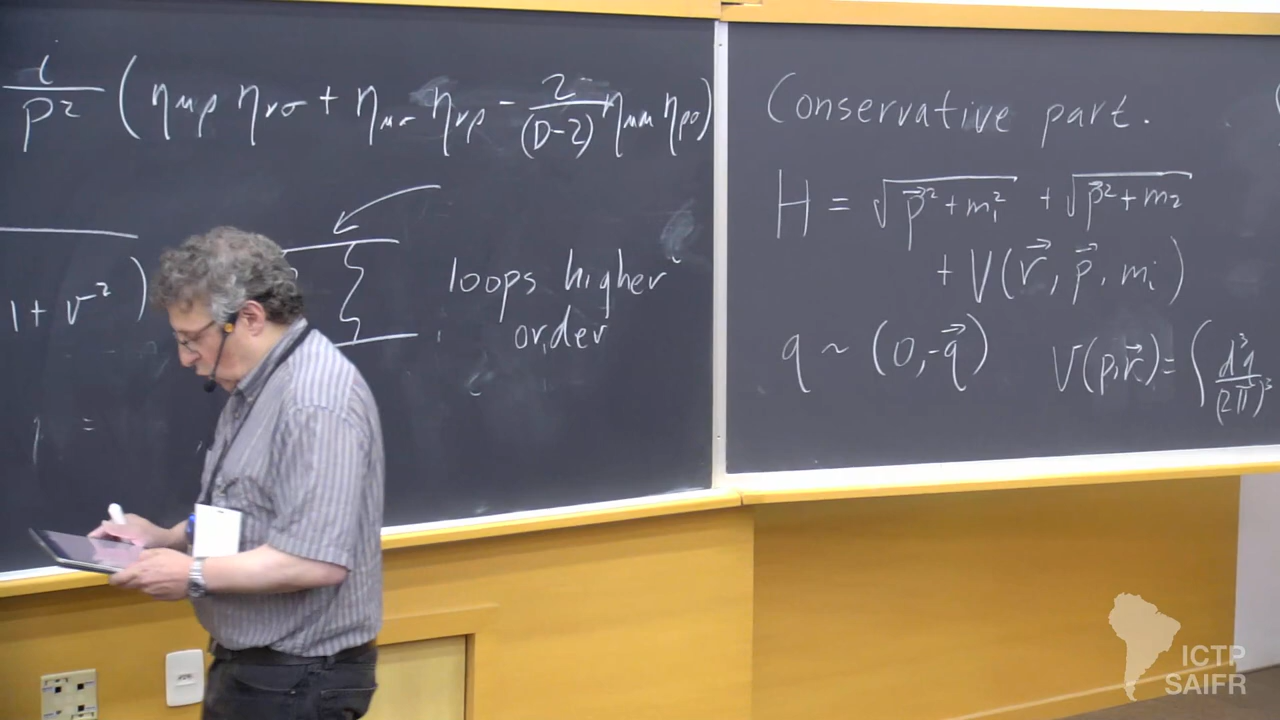 i/p² (ημρ ηνσ + ημσ ηνρ − 2/(D−2) ημν ηρσ)
1 + v² )
=
loops higher
order
Conservative part.
H = √(p⃗² + m₁²) + √(p⃗² + m₂)
+ V(r⃗, p⃗, mᵢ)
q ~ (0, -q⃗)
V(p, r⃗) = ∫ d³q/(2π)³
ICTP
SAIFR